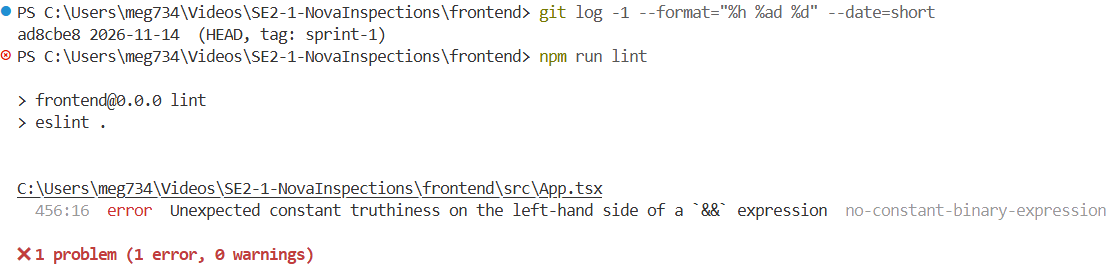 PS C:\Users\meg734\Videos\SE2-1-NovaInspections\frontend> git log -1 --format="%h %ad %d" --date=short
ad8cbe8 2026-11-14  (HEAD, tag: sprint-1)
PS C:\Users\meg734\Videos\SE2-1-NovaInspections\frontend> npm run lint
> frontend@0.0.0 lint
> eslint .
C:\Users\meg734\Videos\SE2-1-NovaInspections\frontend\src\App.tsx
  456:16  error  Unexpected constant truthiness on the left-hand side of a `&&` expression  no-constant-binary-expression
✖ 1 problem (1 error, 0 warnings)